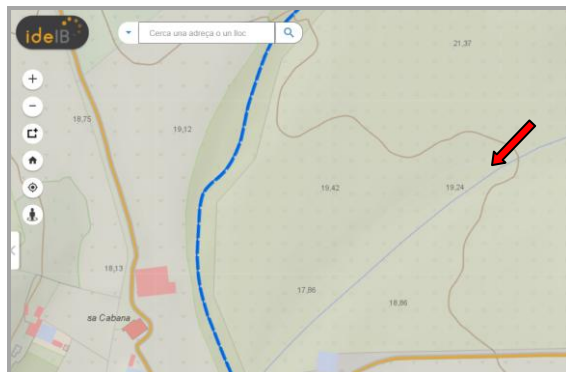 ideIB
Cerca una adreça o un lloc
21,37
18,75
19,12
19,42
19,24
18,13
17,86
18,86
sa Cabana